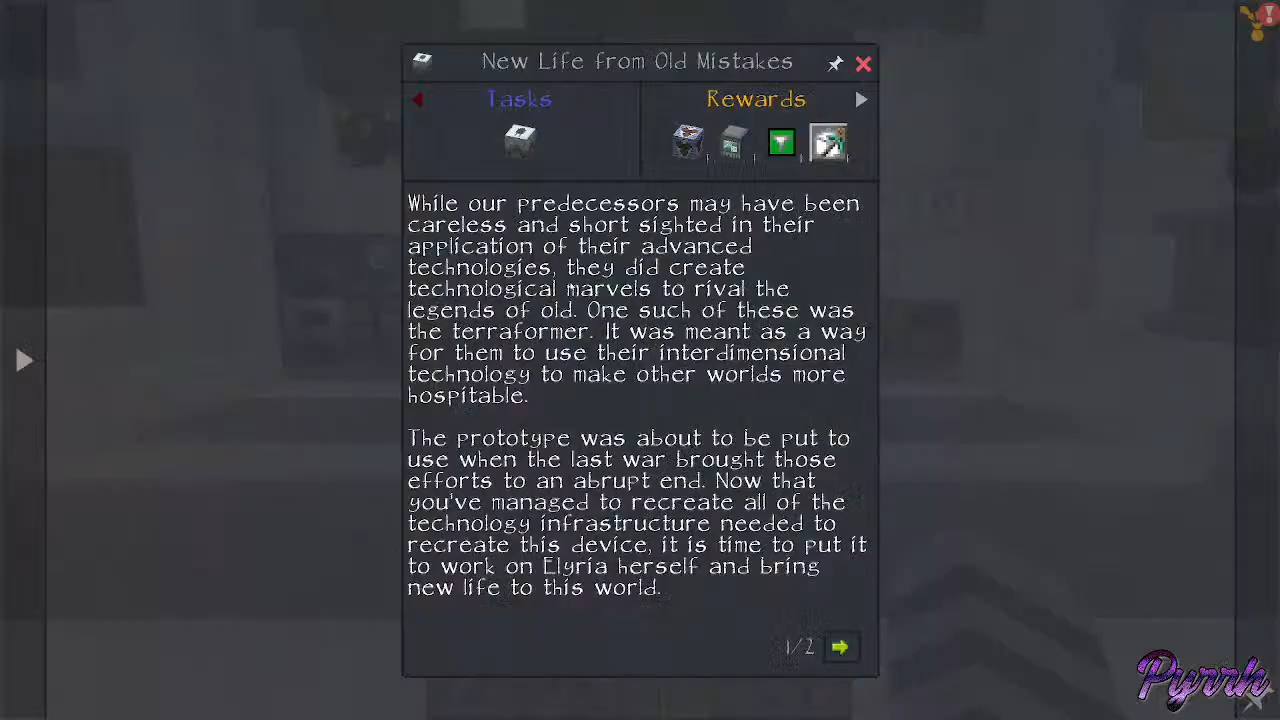 New Life from Old Mistakes
Tasks
Rewards
While our predecessors may have been
careless and short sighted in their
application of their advanced
technologies, they did create
technological marvels to rival the
legends of old. One such of these was
the terraformer. It was meant as a way
for them to use their interdimensional
technology to make other worlds more
hospitable.
The prototype was about to be put to
use when the last war brought those
efforts to an abrupt end. Now that
you've managed to recreate all of the
technology infrastructure needed to
recreate this device, it is time to put it
to work on Elyria herself and bring
new life to this world.
1/2
Pyrrh